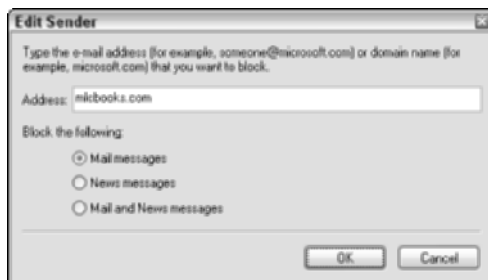 Edit Sender
Type the e-mail address (for example, someone@microsoft.com) or domain name (for
example, microsoft.com) that you want to block.
Address: mlcbooks.com
Block the following:
Mail messages
News messages
Mail and News messages
OK Cancel